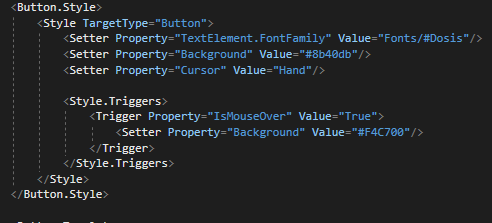 <Button.Style>
<Style TargetType="Button">
<Setter Property="TextElement.FontFamily" Value="Fonts/#Dosis"/>
<Setter Property="Background" Value="#8b40db"/>
<Setter Property="Cursor" Value="Hand"/>
<Style.Triggers>
<Trigger Property="IsMouseOver" Value="True">
<Setter Property="Background" Value="#F4C700"/>
</Trigger>
</Style.Triggers>
</Style>
</Button.Style>